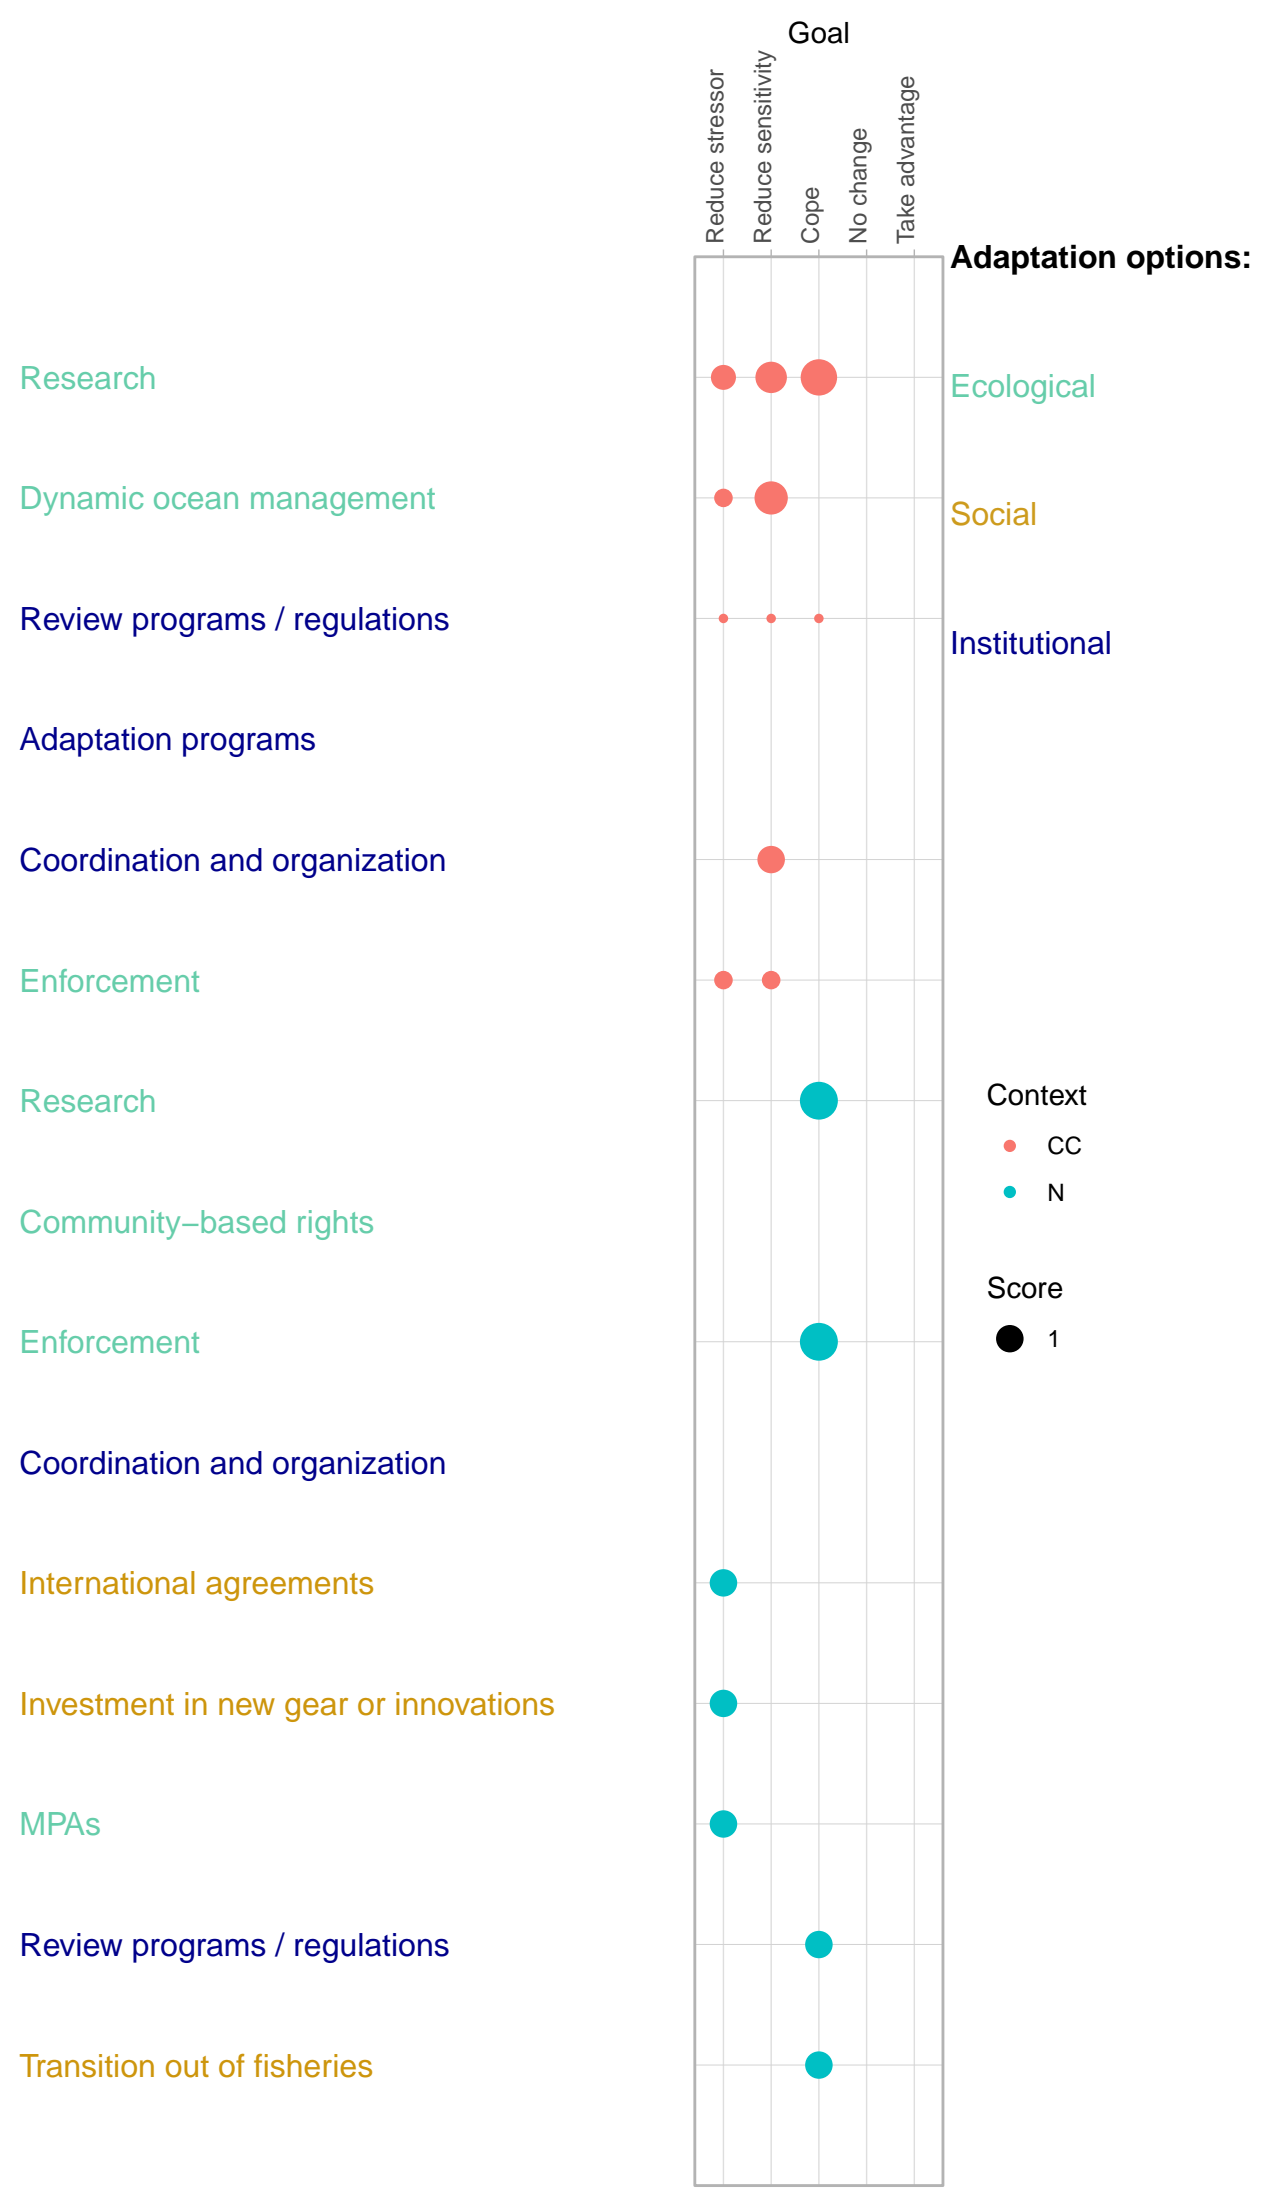 Goal
Reduce stressor
Reduce sensitivity
Cope
No change
Take advantage
Adaptation options:
Research
Ecological
Dynamic ocean management
Social
Review programs / regulations
Institutional
Adaptation programs
Coordination and organization
Enforcement
Research
Context
CC
N
Community–based rights
Score
1
Enforcement
Coordination and organization
International agreements
Investment in new gear or innovations
MPAs
Review programs / regulations
Transition out of fisheries